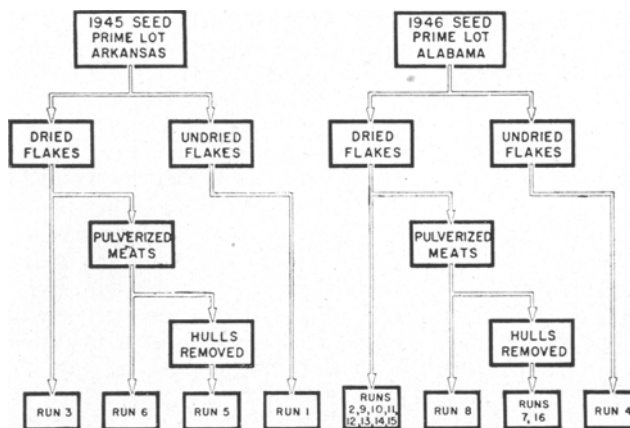 1945 SEED
PRIME LOT
ARKANSAS
1946 SEED
PRIME LOT
ALABAMA
DRIED
FLAKES
UNDRIED
FLAKES
DRIED
FLAKES
UNDRIED
FLAKES
PULVERIZED
MEATS
PULVERIZED
MEATS
HULLS
REMOVED
HULLS
REMOVED
RUN 3
RUN 6
RUN 5
RUN 1
RUNS
2,9,10,11,
12,13,14,15
RUN 8
RUNS
7, 16
RUN 4